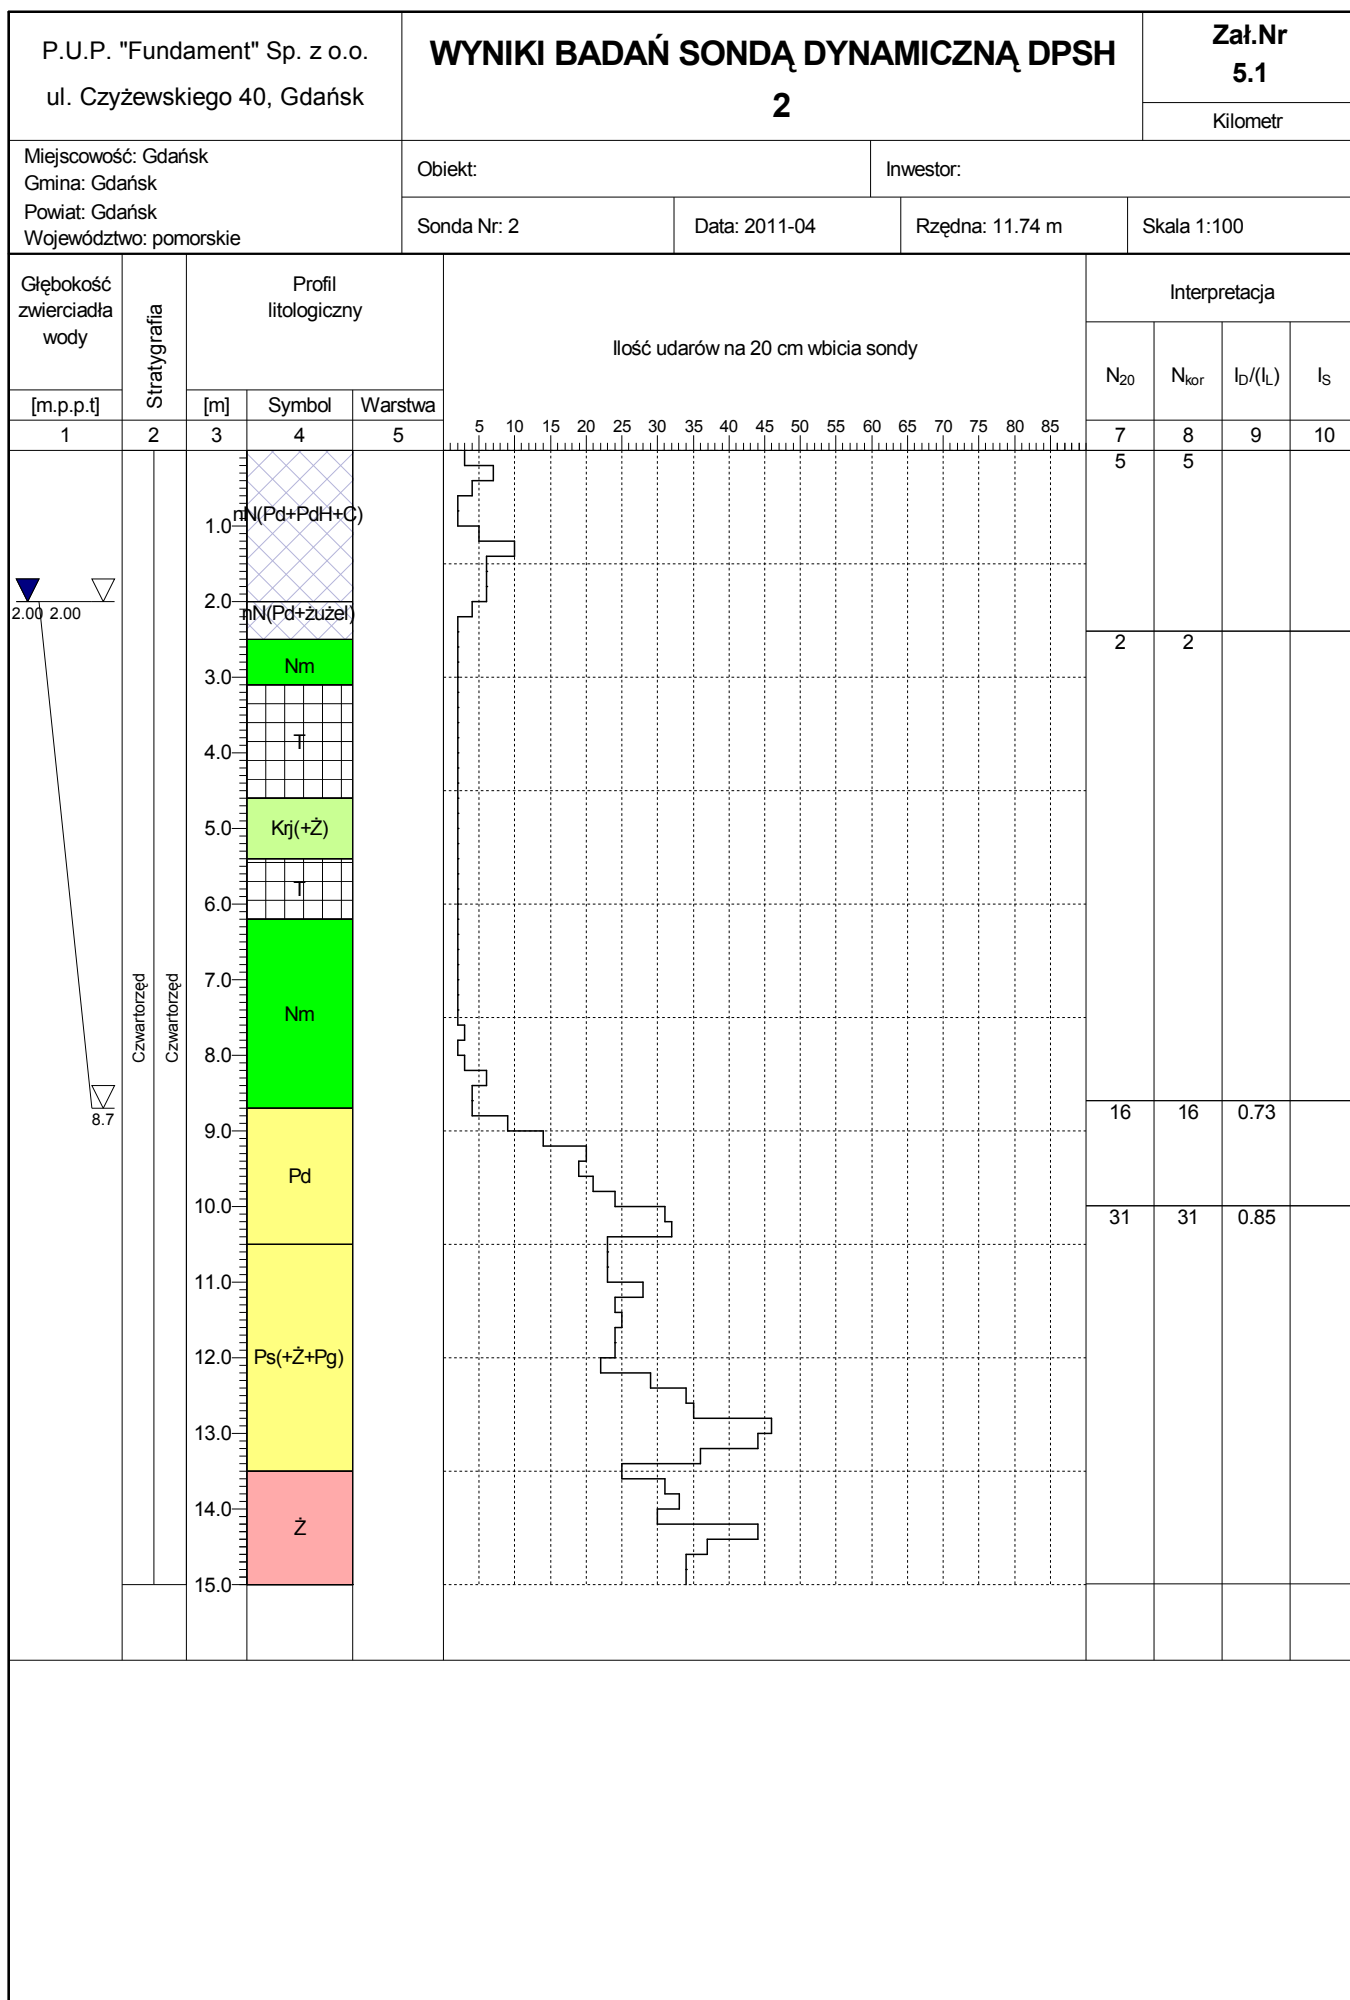 P.U.P. "Fundament" Sp. z o.o.
ul. Czyżewskiego 40, Gdańsk
WYNIKI BADAŃ SONDĄ DYNAMICZNĄ DPSH
2
Zał.Nr
5.1
Kilometr
Miejscowość: Gdańsk
Gmina: Gdańsk
Powiat: Gdańsk
Województwo: pomorskie
Obiekt:
Inwestor:
Sonda Nr: 2
Data: 2011-04
Rzędna: 11.74 m
Skala 1:100
Głębokość
zwierciadła
wody
[m.p.p.t]
Stratygrafia
Profil
litologiczny
[m]
Symbol
Warstwa
Ilość udarów na 20 cm wbicia sondy
Interpretacja
N20
Nkor
ID/(IL)
IS
1 2 3 4 5
5 10 15 20 25 30 35 40 45 50 55 60 65 70 75 80 85
7 8 9 10
5 5
nN(Pd+PdH+C)
1.0
2.0
2.00 2.00
nN(Pd+żużel)
2 2
Nm
3.0
T
4.0
Krj(+Ż)
5.0
T
6.0
7.0
Nm
Czwartorzęd
Czwartorzęd
8.0
8.7
16 16 0.73
9.0
Pd
10.0
31 31 0.85
11.0
Ps(+Ż+Pg)
12.0
13.0
14.0
Ż
15.0